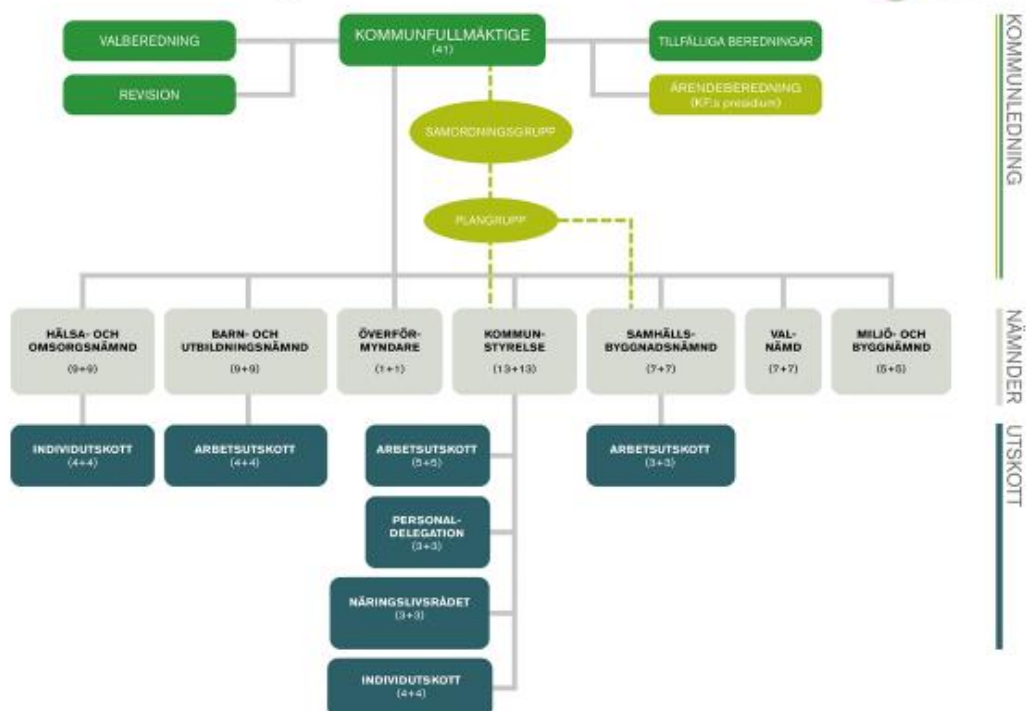 VALBEREDNING
KOMMUNFULLMÄKTIGE
(41)
TILLFÄLLIGA BEREDNINGAR
REVISION
ÄRENDEBEREDNING
(KF:s presidium)
SAMORDNINGSGRUPP
PLANGRUPP
KOMMUNLEDNING
HÄLSA- OCH
OMSORGSNÄMND
(9+9)
BARN- OCH
UTBILDNINGSNÄMND
(9+9)
ÖVERFÖR-
MYNDARE
(1+1)
KOMMUN-
STYRELSE
(13+13)
SAMHÄLLS-
BYGGNADSNÄMND
(7+7)
VAL-
NÄMD
(7+7)
MILJÖ- OCH
BYGGNÄMND
(5+5)
NÄMNDER
INDIVIDUTSKOTT
(4+4)
ARBETSUTSKOTT
(4+4)
ARBETSUTSKOTT
(5+5)
ARBETSUTSKOTT
(3+3)
PERSONAL-
DELEGATION
(3+3)
NÄRINGSLIVSRÅDET
(3+3)
INDIVIDUTSKOTT
(4+4)
UTSKOTT